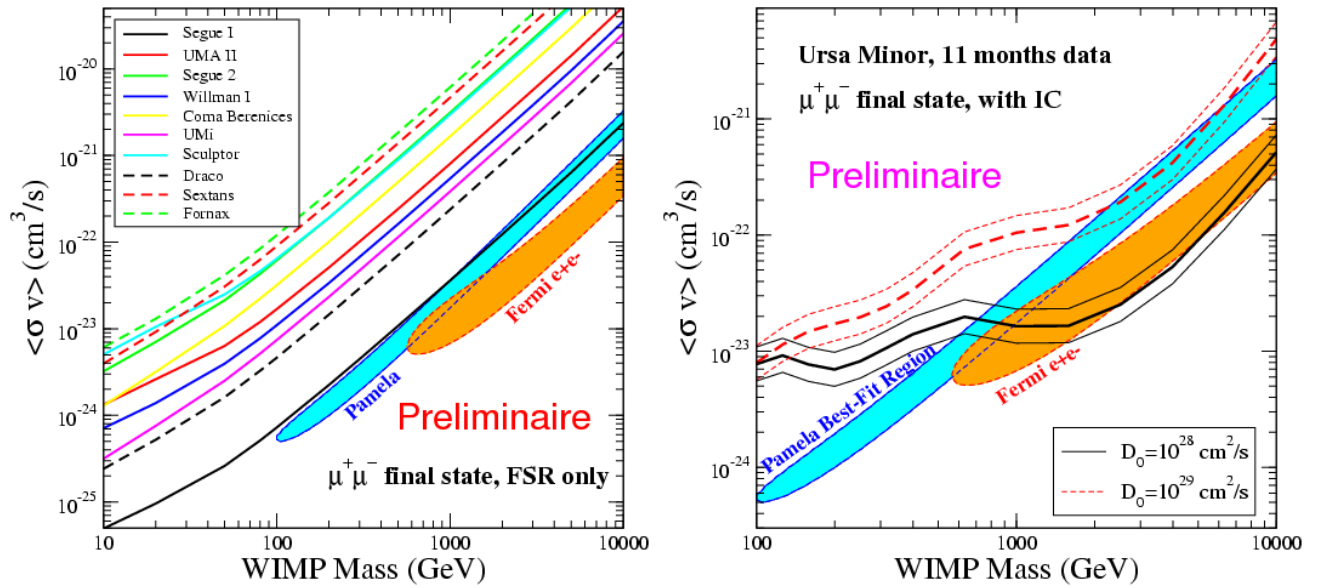 Segue 1
UMA II
Segue 2
Willman 1
Coma Berenices
UMi
Sculptor
Draco
Sextans
Fornax
10^-20
10^-21
10^-22
10^-23
10^-24
10^-25
<σ v> (cm^3/s)
Pamela
Fermi e+e-
Preliminaire
μ^+μ^- final state, FSR only
10
100
1000
10000
WIMP Mass (GeV)
Ursa Minor, 11 months data
μ^+μ^- final state, with IC
Preliminaire
10^-21
10^-22
10^-23
10^-24
<σ v> (cm^3/s)
Pamela Best-Fit Region
Fermi e+e-
D_0=10^28 cm^2/s
D_0=10^29 cm^2/s
100
1000
10000
WIMP Mass (GeV)